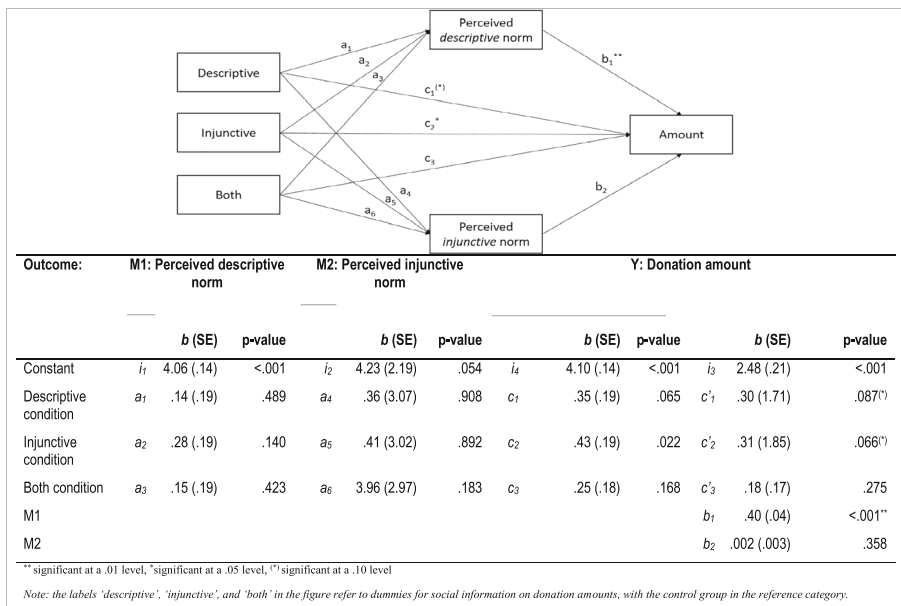 Perceived
descriptive norm
a1
a2
a3
b1**
Descriptive
c1(*)
Injunctive
c2*
Amount
c3
Both
a4
a5
a6
b2
Perceived
injunctive norm
Outcome: M1: Perceived descriptive norm M2: Perceived injunctive norm Y: Donation amount
b (SE) p-value b (SE) p-value b (SE) p-value b (SE) p-value
Constant i1 4.06 (.14) <.001 i2 4.23 (2.19) .054 i4 4.10 (.14) <.001 i3 2.48 (.21) <.001
Descriptive condition a1 .14 (.19) .489 a4 .36 (3.07) .908 c1 .35 (.19) .065 c'1 .30 (1.71) .087(*)
Injunctive condition a2 .28 (.19) .140 a5 .41 (3.02) .892 c2 .43 (.19) .022 c'2 .31 (1.85) .066(*)
Both condition a3 .15 (.19) .423 a6 3.96 (2.97) .183 c3 .25 (.18) .168 c'3 .18 (.17) .275
M1 b1 .40 (.04) <.001**
M2 b2 .002 (.003) .358
** significant at a .01 level, *significant at a .05 level, (*) significant at a .10 level
Note: the labels 'descriptive', 'injunctive', and 'both' in the figure refer to dummies for social information on donation amounts, with the control group in the reference category.